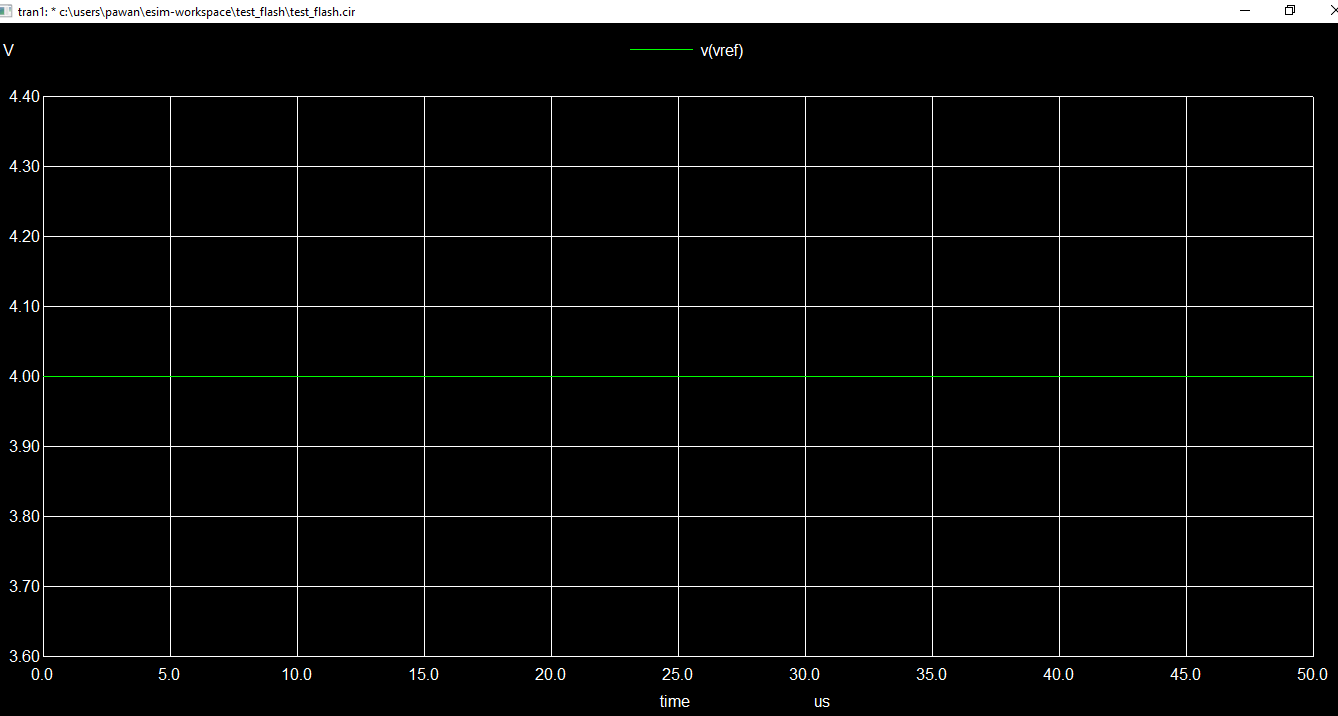 tran1: * c:\users\pawan\esim-workspace\test_flash\test_flash.cir
V
v(vref)
4.40
4.30
4.20
4.10
4.00
3.90
3.80
3.70
3.60
0.0 5.0 10.0 15.0 20.0 25.0 30.0 35.0 40.0 45.0 50.0
time us